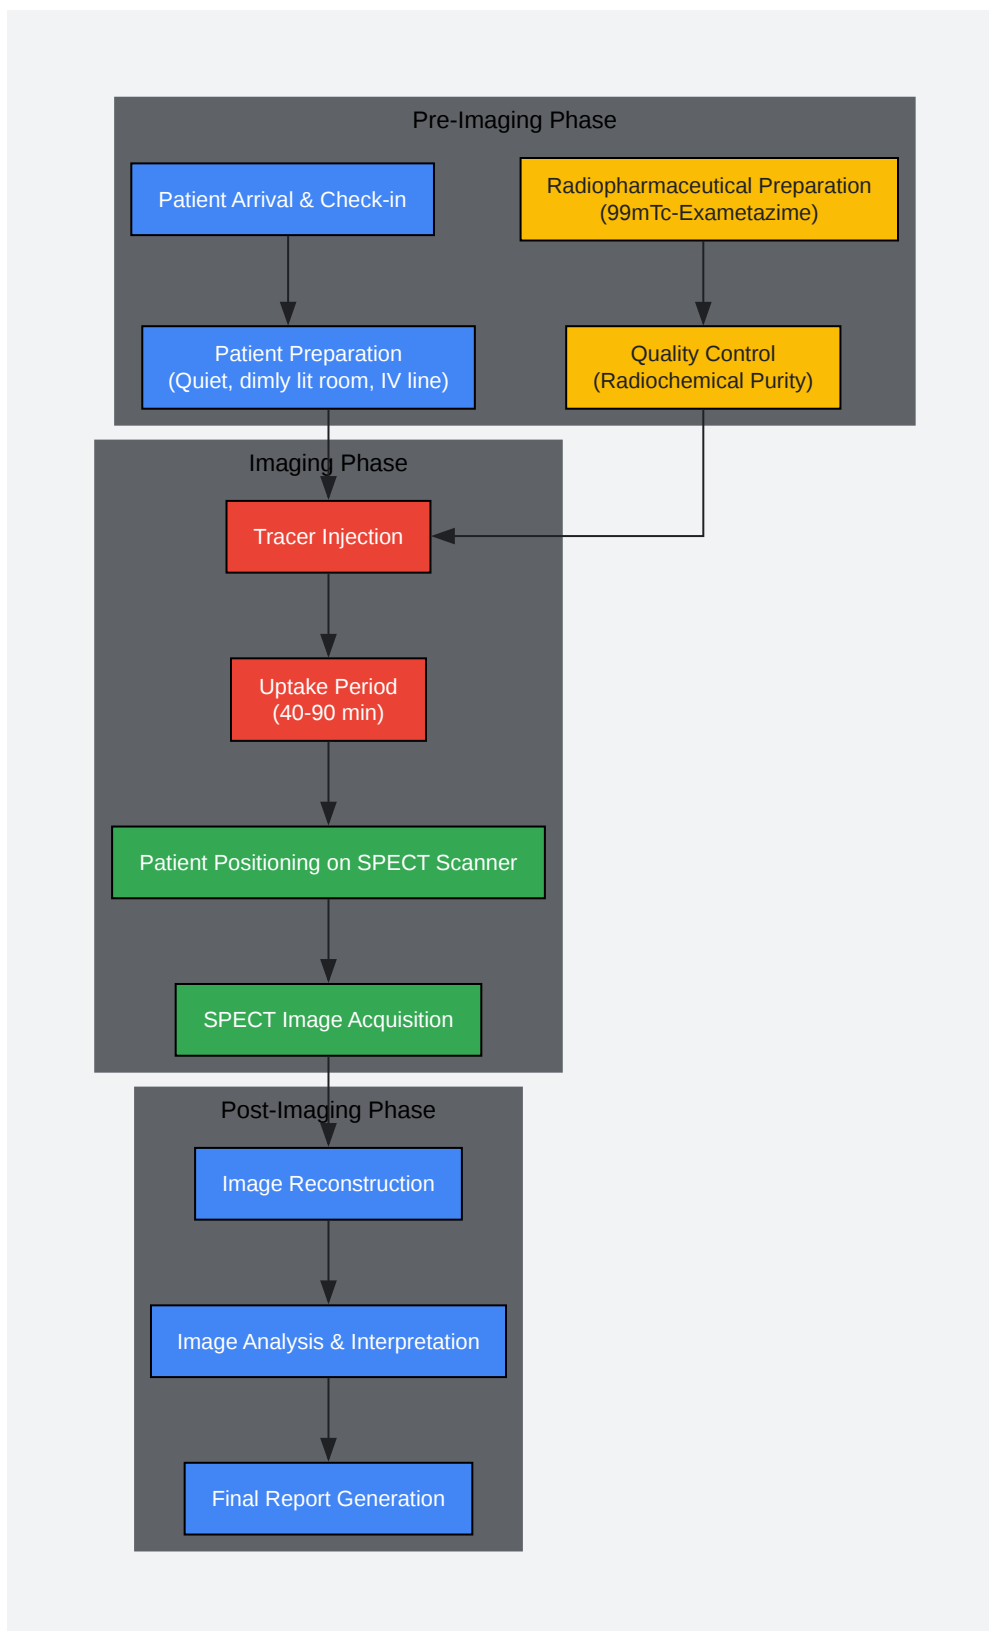 Pre-Imaging Phase
Patient Arrival & Check-in
Radiopharmaceutical Preparation
(99mTc-Exametazime)
Patient Preparation
(Quiet, dimly lit room, IV line)
Quality Control
(Radiochemical Purity)
Imaging Phase
Tracer Injection
Uptake Period
(40-90 min)
Patient Positioning on SPECT Scanner
SPECT Image Acquisition
Post-Imaging Phase
Image Reconstruction
Image Analysis & Interpretation
Final Report Generation